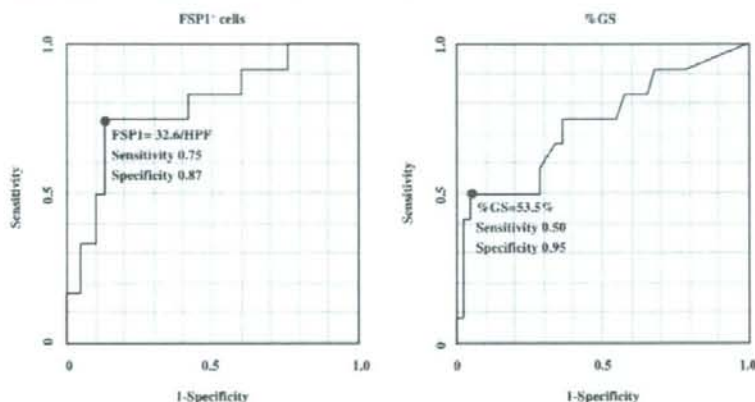 FSP1⁺ cells
1.0
Sensitivity
0.5
0
FSP1= 32.6/HPF
Sensitivity 0.75
Specificity 0.87
0
0.5
1.0
1-Specificity
%GS
1.0
Sensitivity
0.5
0
%GS=53.5%
Sensitivity 0.50
Specificity 0.95
0
0.5
1.0
1-Specificity